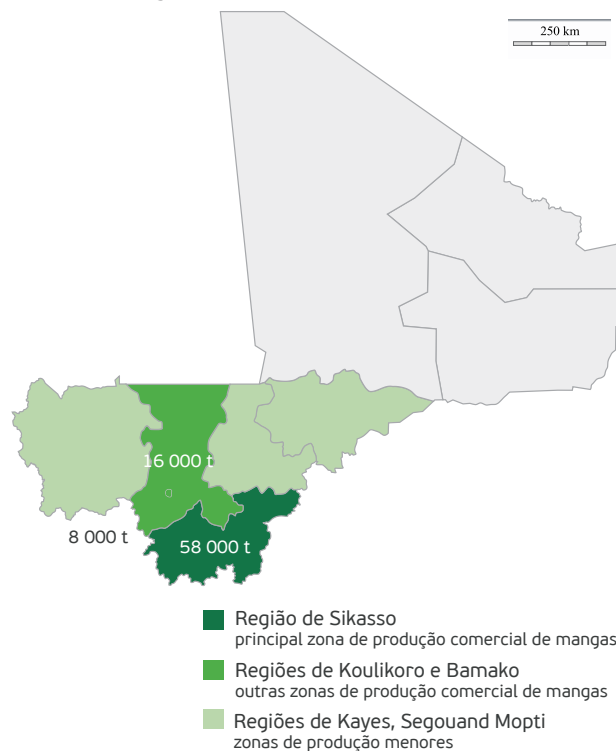 250 km
16 000 t
8 000 t
58 000 t
Região de Sikasso
principal zona de produção comercial de mangas
Regiões de Koulikoro e Bamako
outras zonas de produção comercial de mangas
Regiões de Kayes, Segouand Mopti
zonas de produção menores